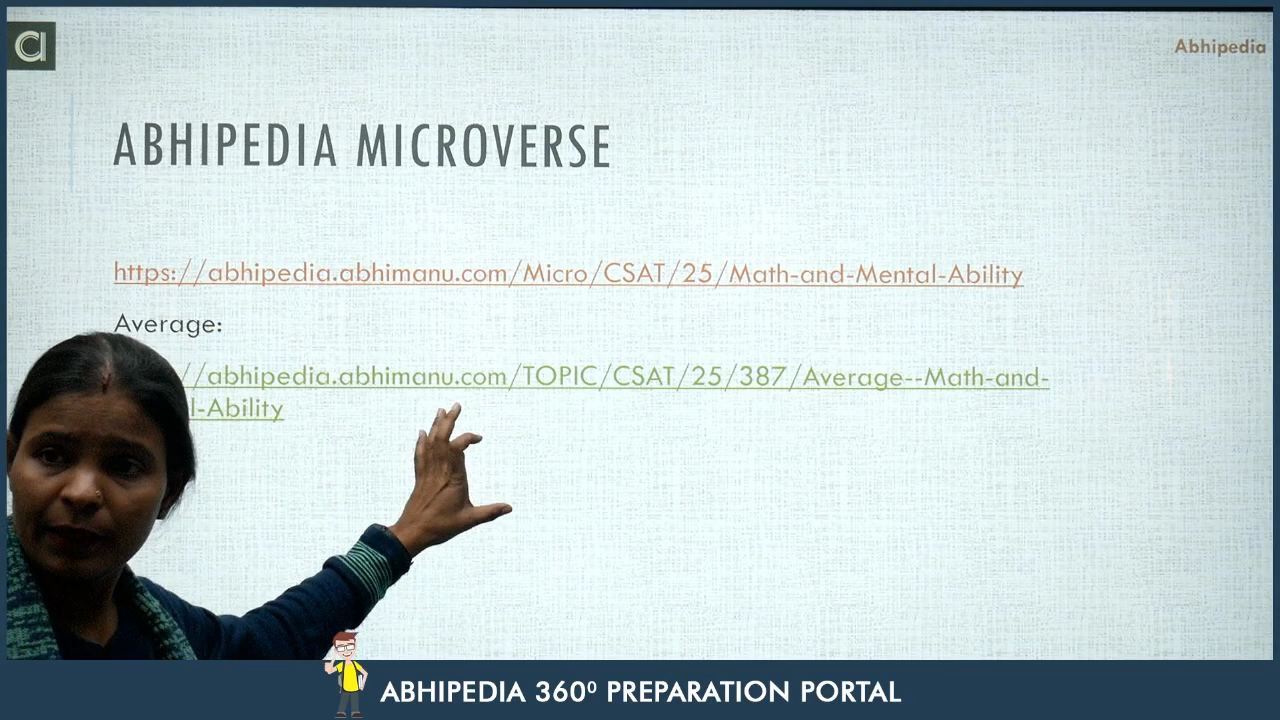 Abhipedia
ABHIPEDIA MICROVERSE
https://abhipedia.abhimanu.com/Micro/CSAT/25/Math-and-Mental-Ability
Average:
//abhipedia.abhimanu.com/TOPIC/CSAT/25/387/Average--Math-and-
l-Ability
ABHIPEDIA 360⁰ PREPARATION PORTAL